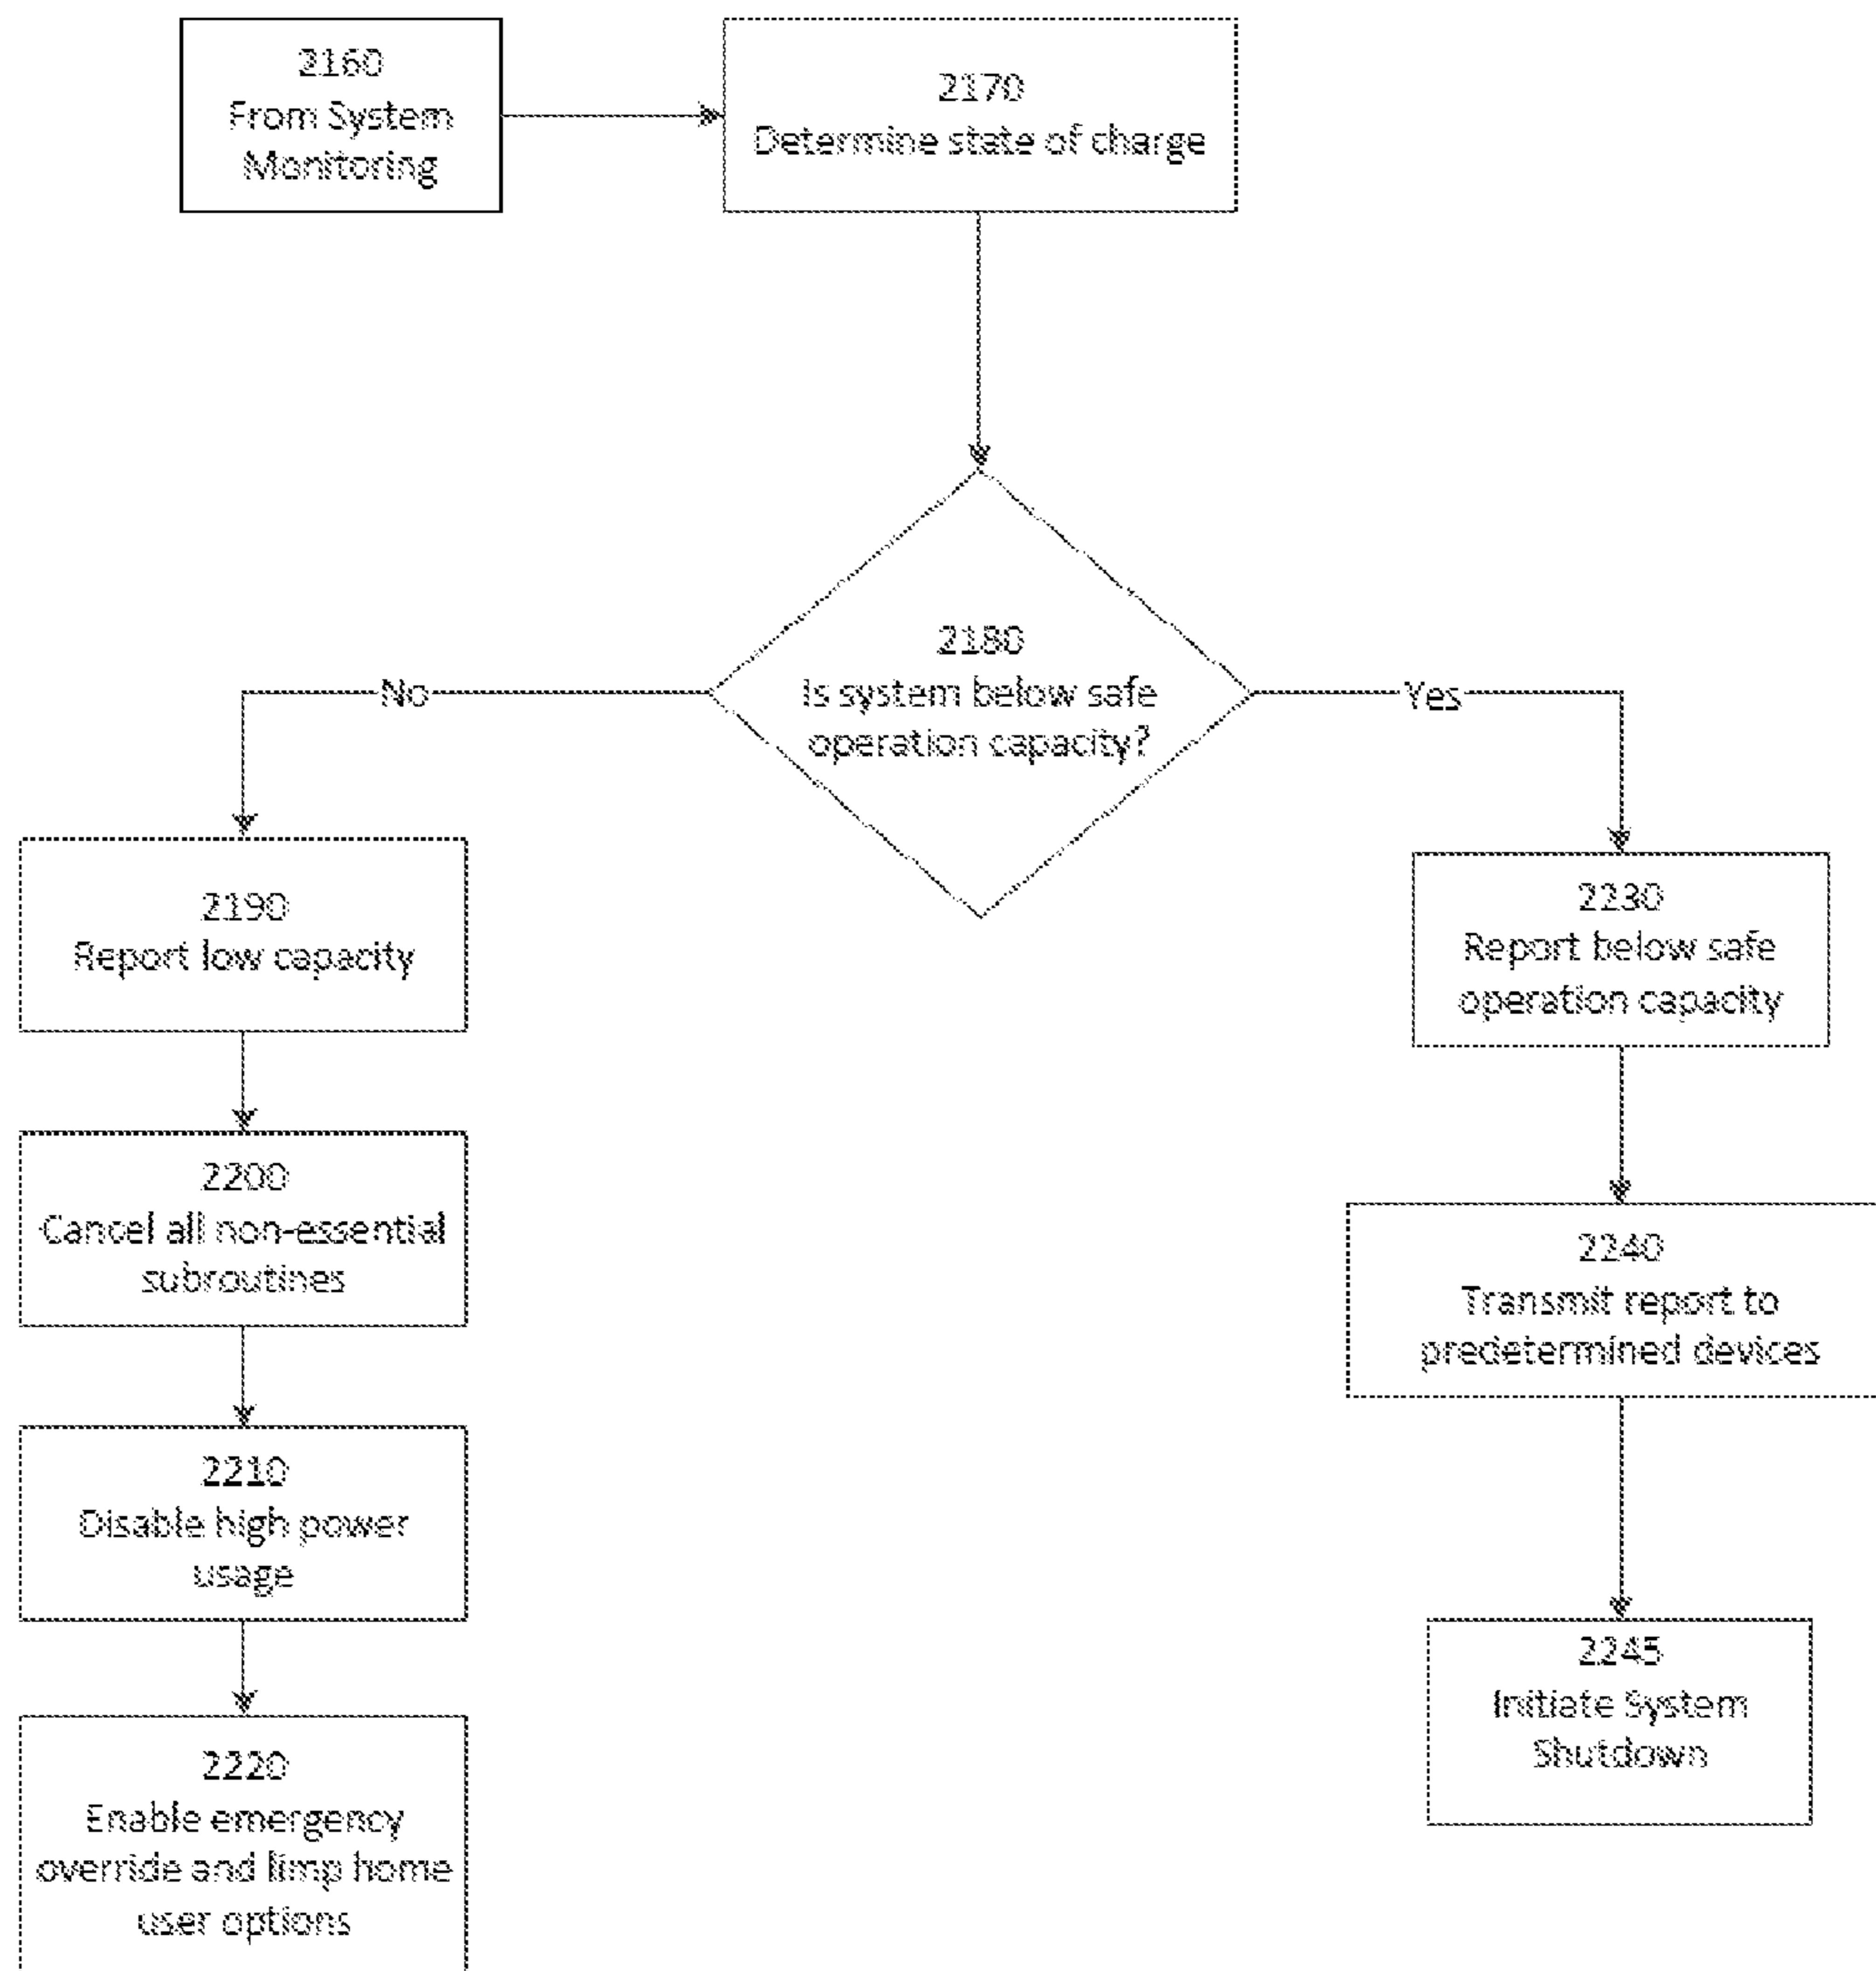 2160
From System
Monitoring
2170
Determine state of charge
2180
Is system below safe
operation capacity?
No
Yes
2190
Report low capacity
2200
Cancel all non-essential
subroutines
2210
Disable high power
usage
2220
Enable emergency
override and limp home
user options
2230
Report below safe
operation capacity
2240
Transmit report to
predetermined devices
2245
Initiate System
Shutdown